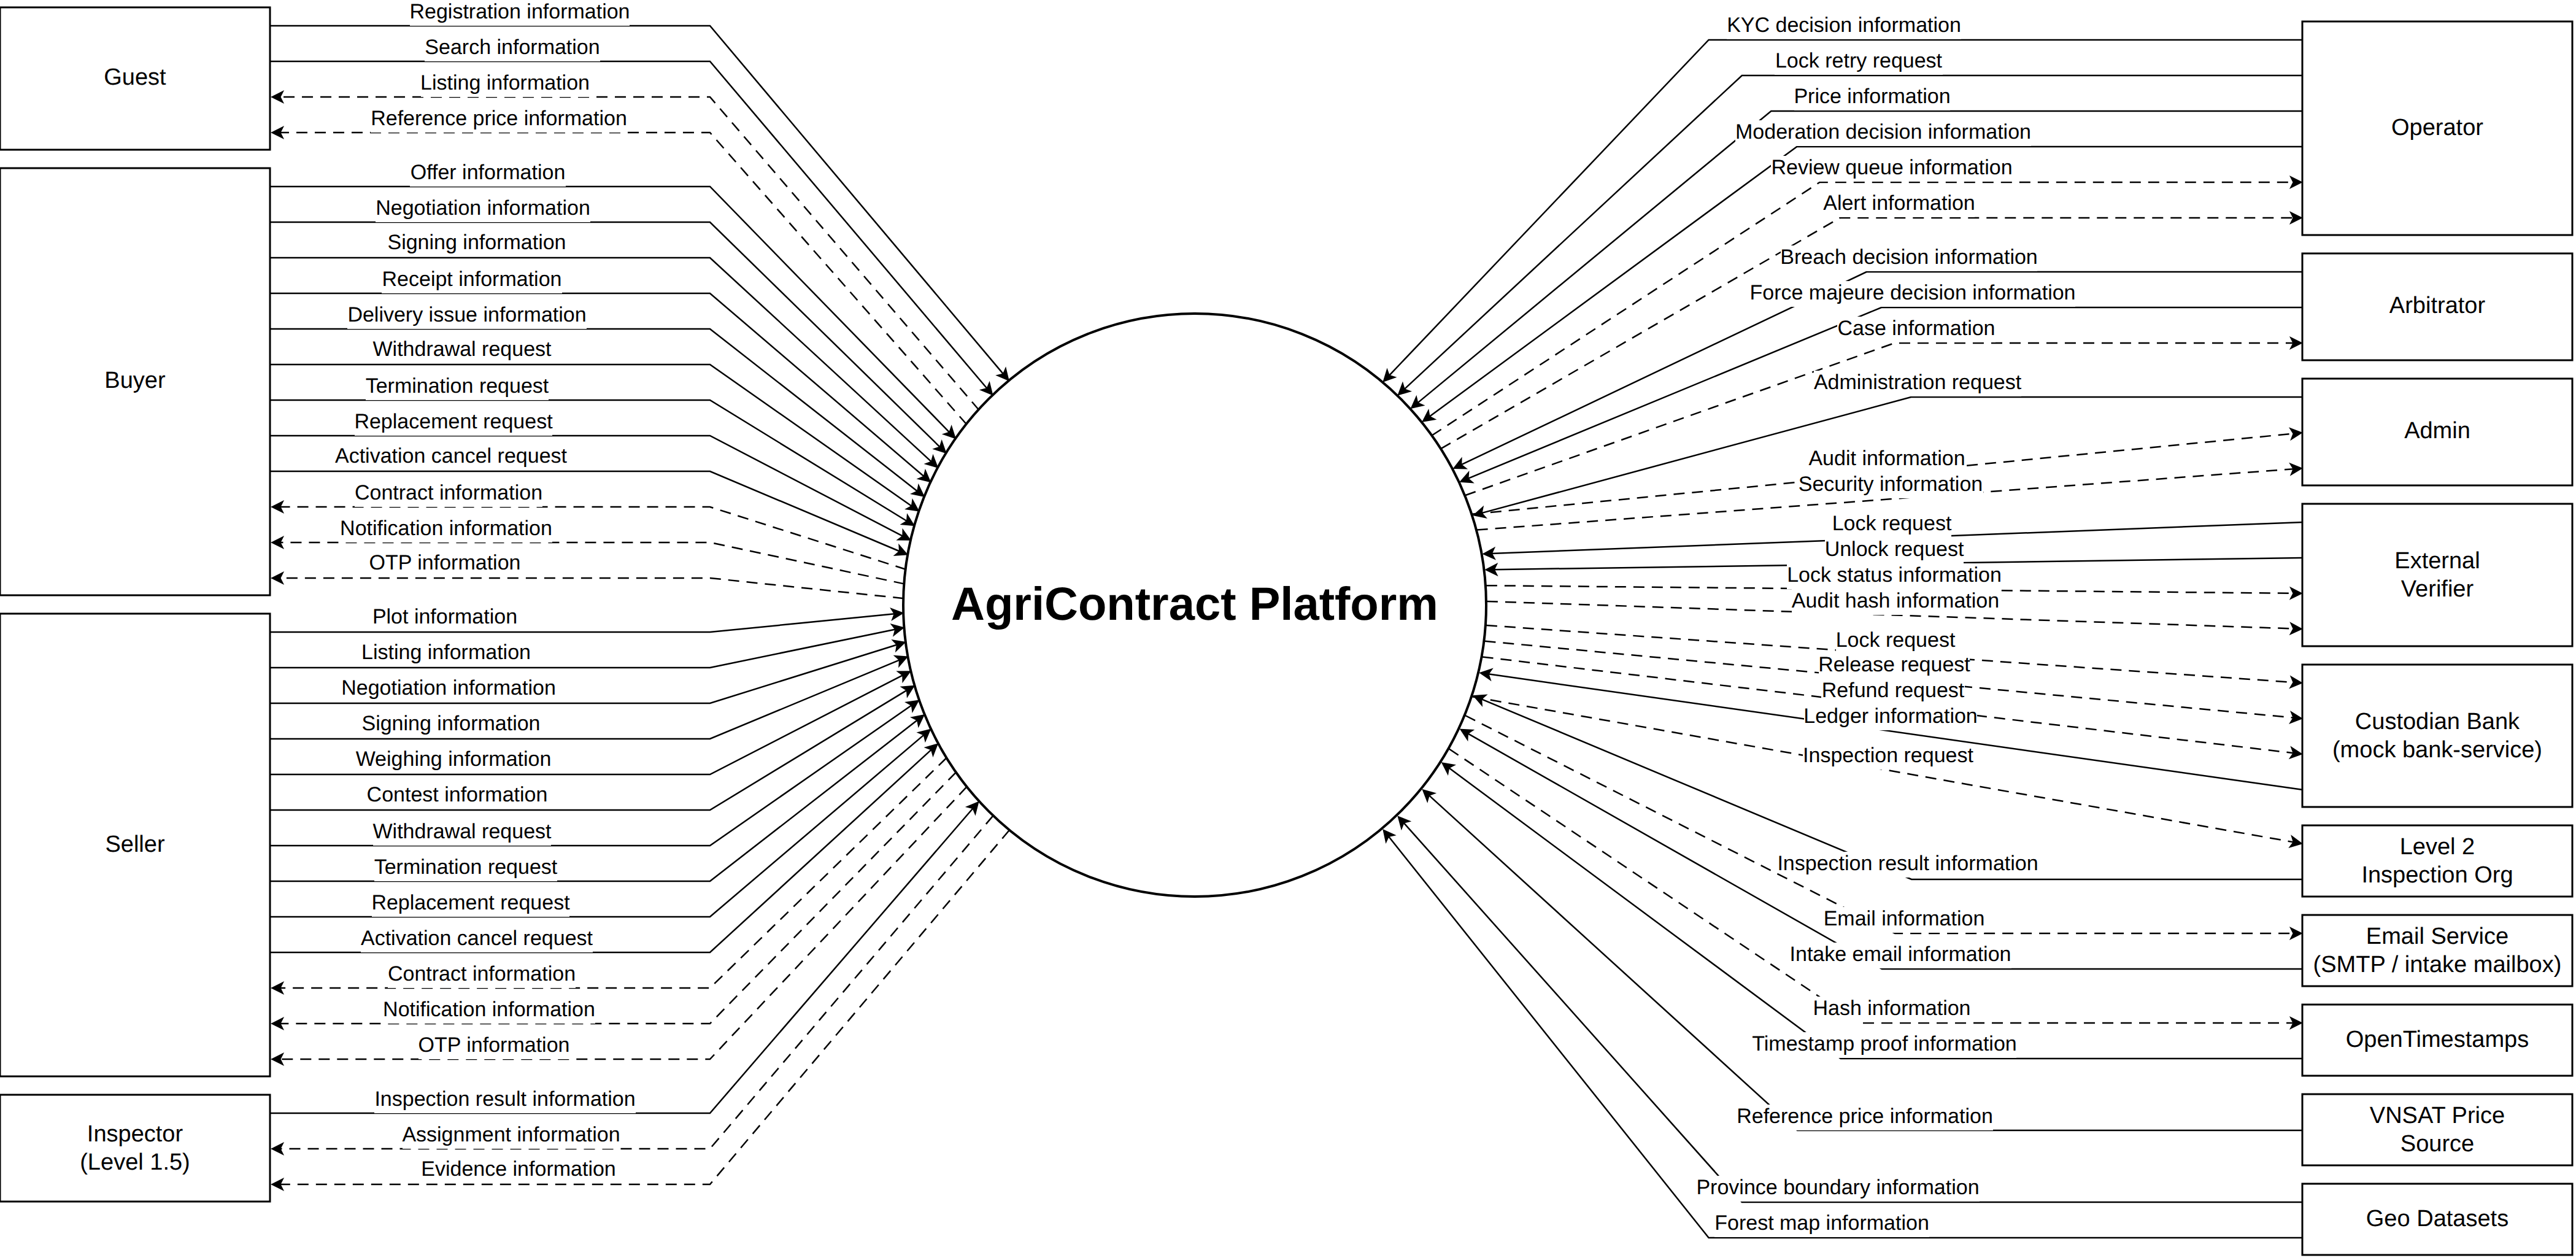 Guest
Registration information
Search information
Listing information
Reference price information
Buyer
Offer information
Negotiation information
Signing information
Receipt information
Delivery issue information
Withdrawal request
Termination request
Replacement request
Activation cancel request
Contract information
Notification information
OTP information
Seller
Plot information
Listing information
Negotiation information
Signing information
Weighing information
Contest information
Withdrawal request
Termination request
Replacement request
Activation cancel request
Contract information
Notification information
OTP information
Inspector
(Level 1.5)
Inspection result information
Assignment information
Evidence information
AgriContract Platform
KYC decision information
Lock retry request
Price information
Moderation decision information
Review queue information
Alert information
Operator
Breach decision information
Force majeure decision information
Case information
Arbitrator
Administration request
Audit information
Security information
Admin
Lock request
Unlock request
Lock status information
Audit hash information
External
Verifier
Lock request
Release request
Refund request
Ledger information
Custodian Bank
(mock bank-service)
Inspection request
Inspection result information
Level 2
Inspection Org
Email information
Intake email information
Email Service
(SMTP / intake mailbox)
Hash information
Timestamp proof information
OpenTimestamps
Reference price information
VNSAT Price
Source
Province boundary information
Forest map information
Geo Datasets